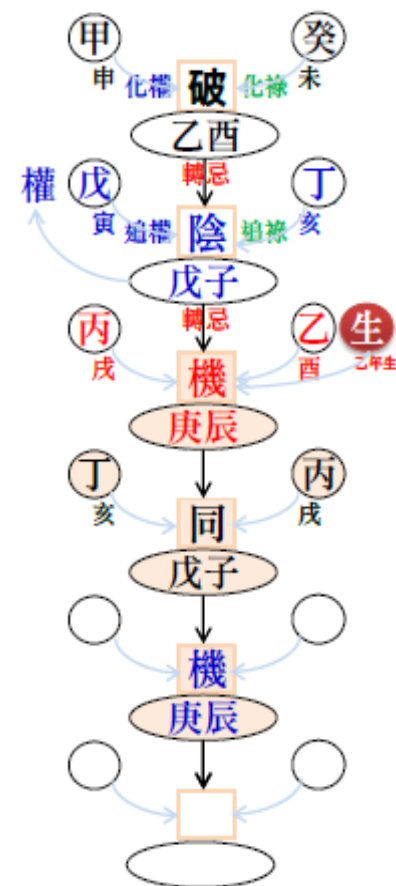 甲 癸
申 化權 破 化祿 未
乙酉
轉忌
權 戊 丁
寅 追權 陰 追祿 亥
戊子
轉忌
丙 乙 生
戌 機 酉 乙年生
庚辰
丁 丙
亥 同 戌
戊子
機
庚辰